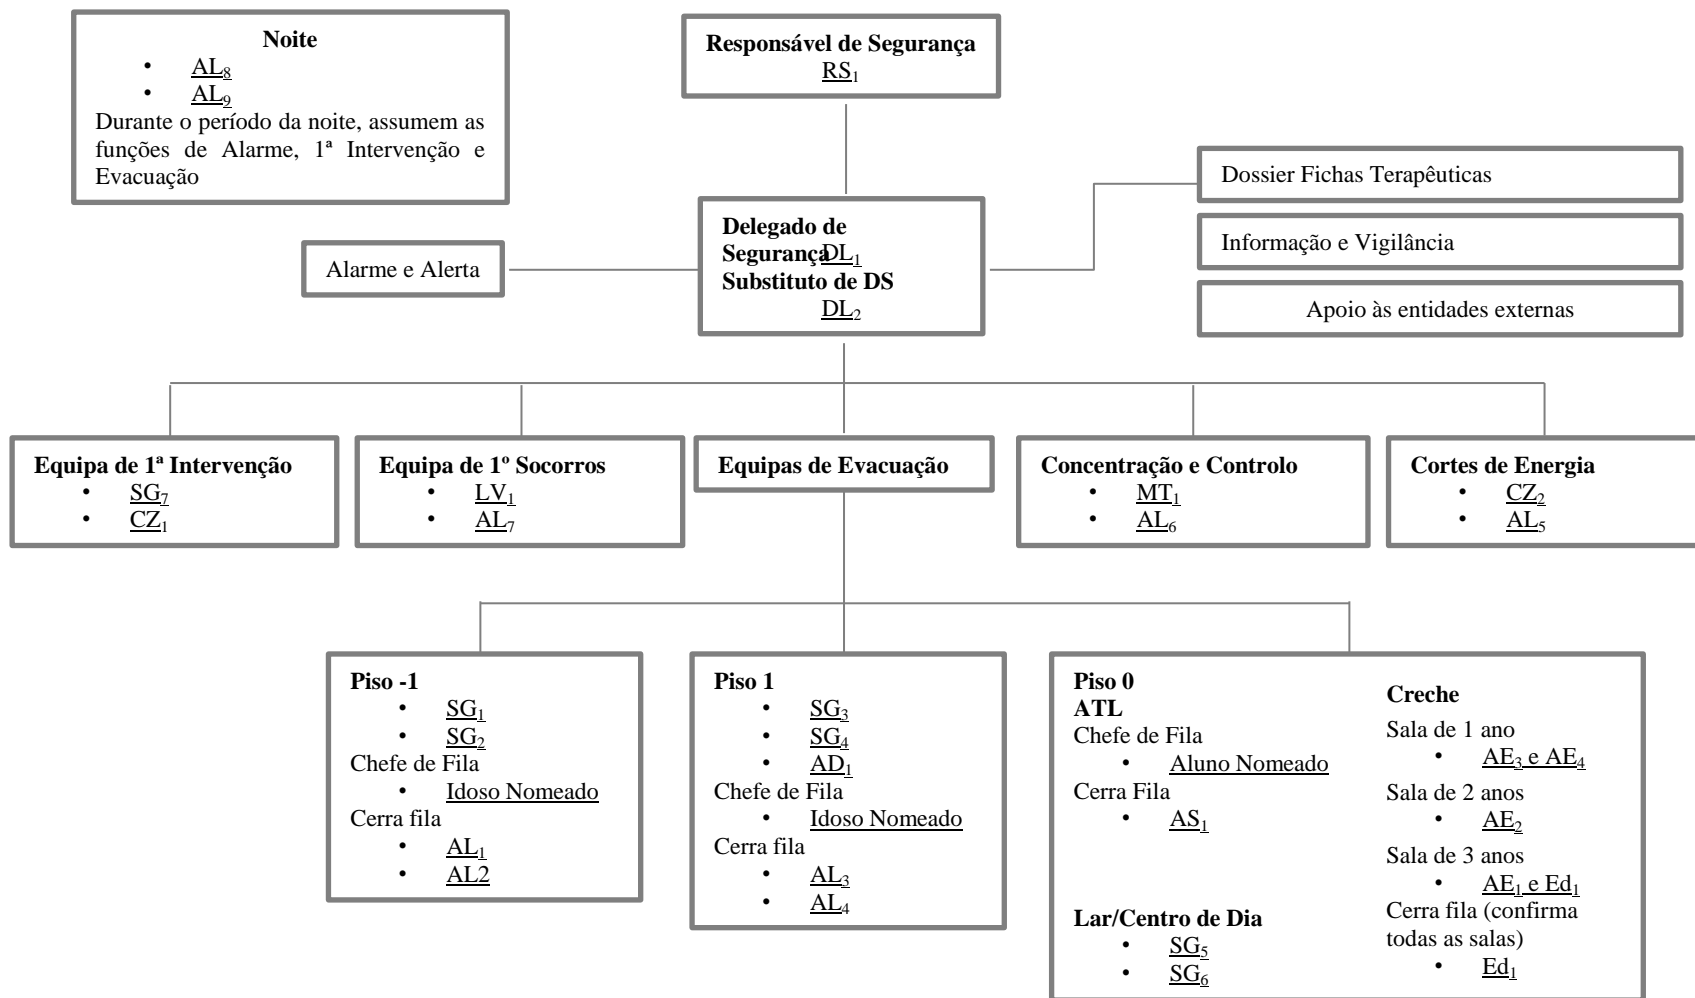 Noite
• AL₈
• AL₉
Durante o período da noite, assumem as
funções de Alarme, 1ª Intervenção e
Evacuação
Responsável de Segurança
RS₁
Dossier Fichas Terapêuticas
Informação e Vigilância
Apoio às entidades externas
Delegado de
Segurança
DL₁
Substituto de DS
DL₂
Alarme e Alerta
Equipa de 1ª Intervenção
• SG₇
• CZ₁
Equipa de 1º Socorros
• LV₁
• AL₇
Equipas de Evacuação
Concentração e Controlo
• MT₁
• AL₆
Cortes de Energia
• CZ₂
• AL₅
Piso -1
• SG₁
• SG₂
Chefe de Fila
• Idoso Nomeado
Cerra fila
• AL₁
• AL2
Piso 1
• SG₃
• SG₄
• AD₁
Chefe de Fila
• Idoso Nomeado
Cerra fila
• AL₃
• AL₄
Piso 0
ATL
Chefe de Fila
• Aluno Nomeado
Cerra Fila
• AS₁
Lar/Centro de Dia
• SG₅
• SG₆
Creche
Sala de 1 ano
• AE₃ e AE₄
Sala de 2 anos
• AE₂
Sala de 3 anos
• AE₁ e Ed₁
Cerra fila (confirma
todas as salas)
• Ed₁